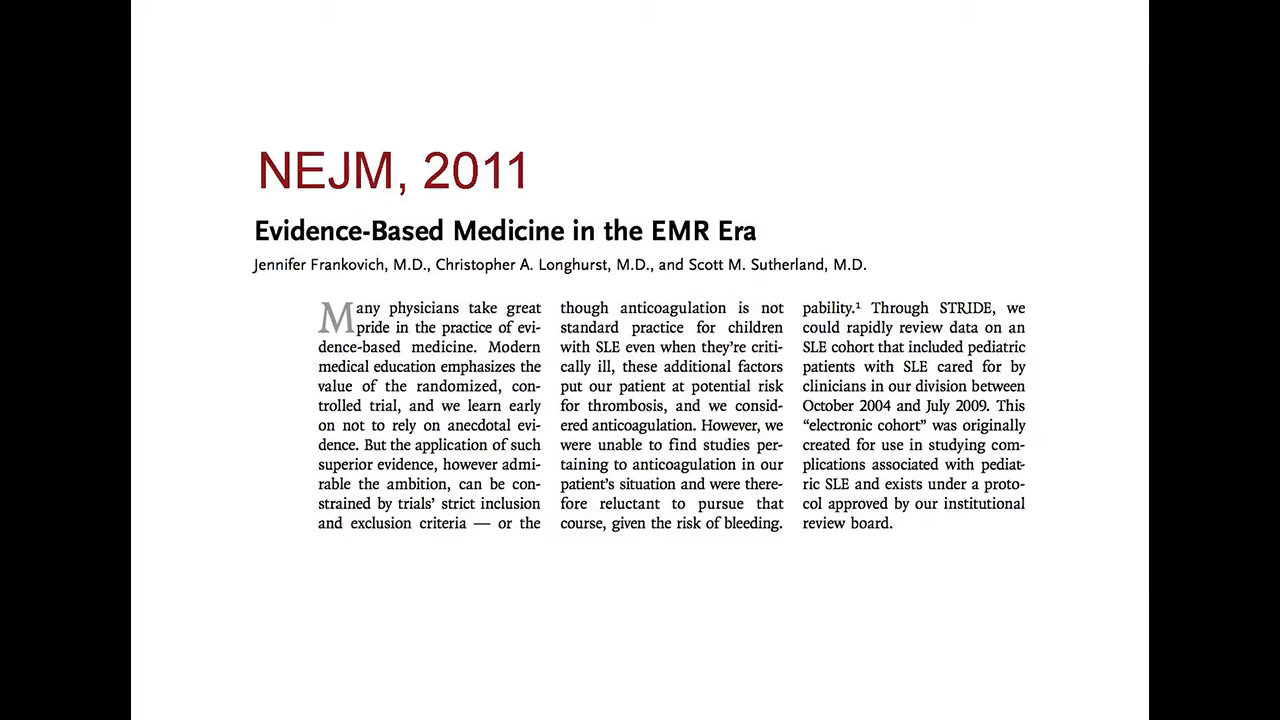 NEJM, 2011
Evidence-Based Medicine in the EMR Era
Jennifer Frankovich, M.D., Christopher A. Longhurst, M.D., and Scott M. Sutherland, M.D.
Many physicians take great
pride in the practice of evi-
dence-based medicine. Modern
medical education emphasizes the
value of the randomized, con-
trolled trial, and we learn early
on not to rely on anecdotal evi-
dence. But the application of such
superior evidence, however admi-
rable the ambition, can be con-
strained by trials’ strict inclusion
and exclusion criteria — or the
though anticoagulation is not
standard practice for children
with SLE even when they’re criti-
cally ill, these additional factors
put our patient at potential risk
for thrombosis, and we consid-
ered anticoagulation. However, we
were unable to find studies per-
taining to anticoagulation in our
patient’s situation and were there-
fore reluctant to pursue that
course, given the risk of bleeding.
pability.¹ Through STRIDE, we
could rapidly review data on an
SLE cohort that included pediatric
patients with SLE cared for by
clinicians in our division between
October 2004 and July 2009. This
“electronic cohort” was originally
created for use in studying com-
plications associated with pediat-
ric SLE and exists under a proto-
col approved by our institutional
review board.